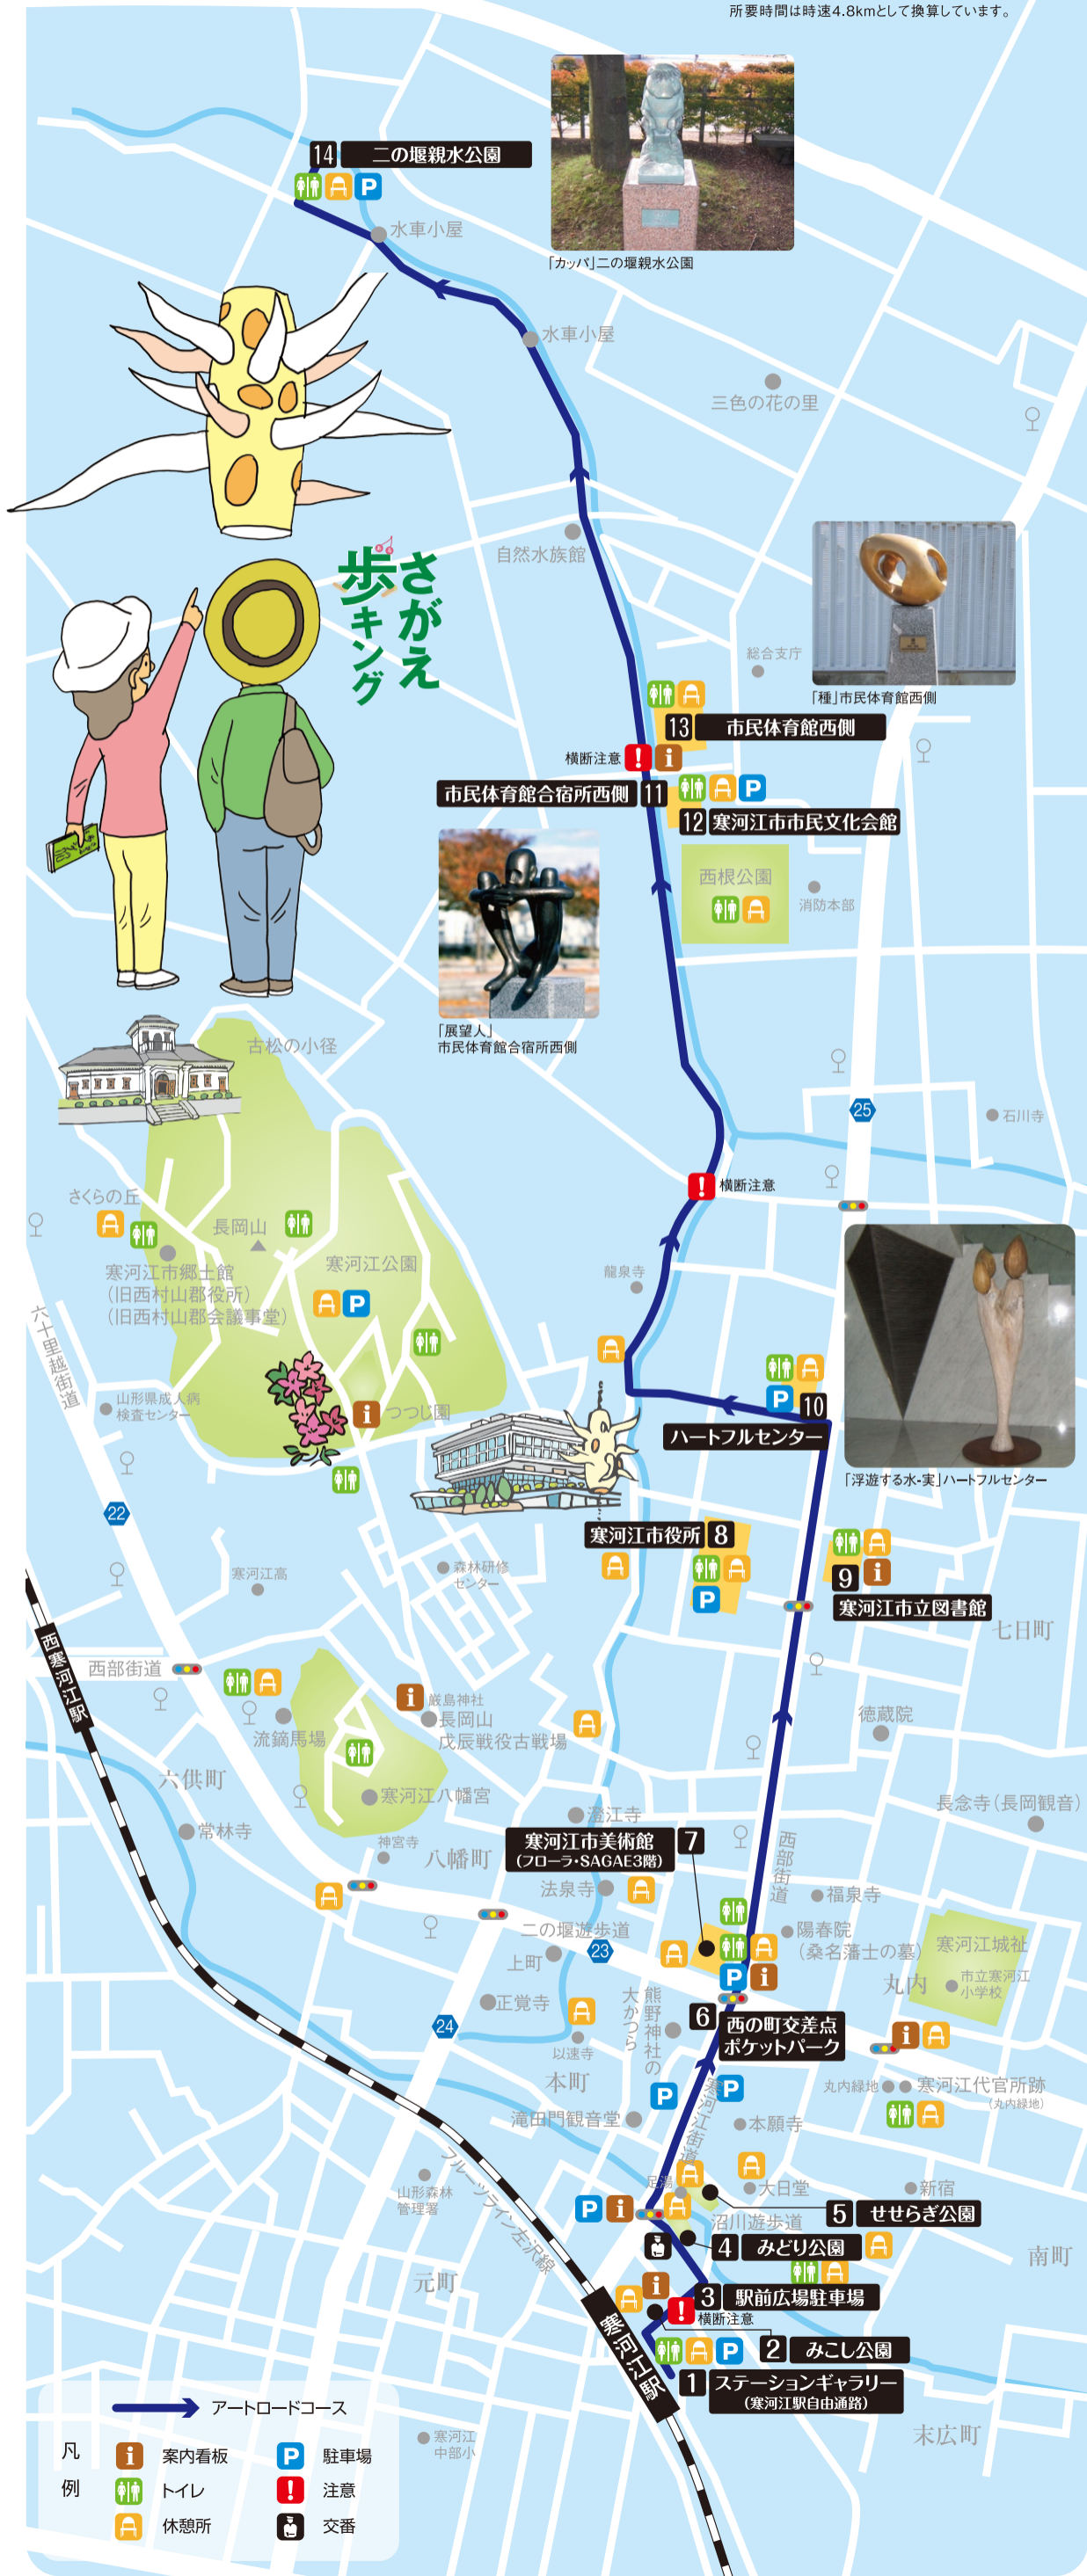 所要時間は時速4.8kmとして換算しています。
14 二の堰親水公園
P
水車小屋
「カッパ」二の堰親水公園
水車小屋
三色の花の里
さがえ
歩キング
自然水族館
総合支庁
「種」市民体育館西側
13 市民体育館西側
横断注意 ! i
市民体育館合宿所西側 11
P
12 寒河江市市民文化会館
西根公園
消防本部
「展望人」
市民体育館合宿所西側
古松の小径
25
石川寺
! 横断注意
さくらの丘
長岡山
寒河江市郷土館
(旧西村山郡役所)
(旧西村山郡会議事堂)
寒河江公園
P
龍泉寺
六十里越街道
山形県成人病
検査センター
i つつじ園
P 10
ハートフルセンター
「浮遊する水-実」ハートフルセンター
22
寒河江市役所 8
P
9 i
寒河江市立図書館
寒河江高
森林研修
センター
七日町
西寒河江駅
西部街道
流鏑馬場
i 厳島神社
長岡山
戊辰戦役古戦場
徳蔵院
六供町
寒河江八幡宮
長念寺(長岡観音)
常林寺
神宮寺
八幡町
澄江寺
寒河江市美術館
(フローラ・SAGAE3階)
7
西部街道
法泉寺
福泉寺
二の堰遊歩道
23
上町
陽春院
(桑名藩士の墓)
寒河江城祉
丸内
市立寒河江
小学校
P i
正覚寺
24
以速寺
熊野神社の
大かつら
6 西の町交差点
ポケットパーク
i
本町
P
P
寒河江街道
丸内緑地
寒河江代官所跡
(丸内緑地)
滝田門観音堂
本願寺
山形森林
管理署
フルーツライン左沢線
足湯
大日堂
新宿
P i
5 せせらぎ公園
沼川遊歩道
4 みどり公園
南町
元町
i
3 駅前広場駐車場
! 横断注意
2 みこし公園
P
寒河江駅
1 ステーションギャラリー
(寒河江駅自由通路)
末広町
寒河江
中部小
アートロードコース
凡例
i 案内看板
P 駐車場
トイレ
! 注意
休憩所
交番